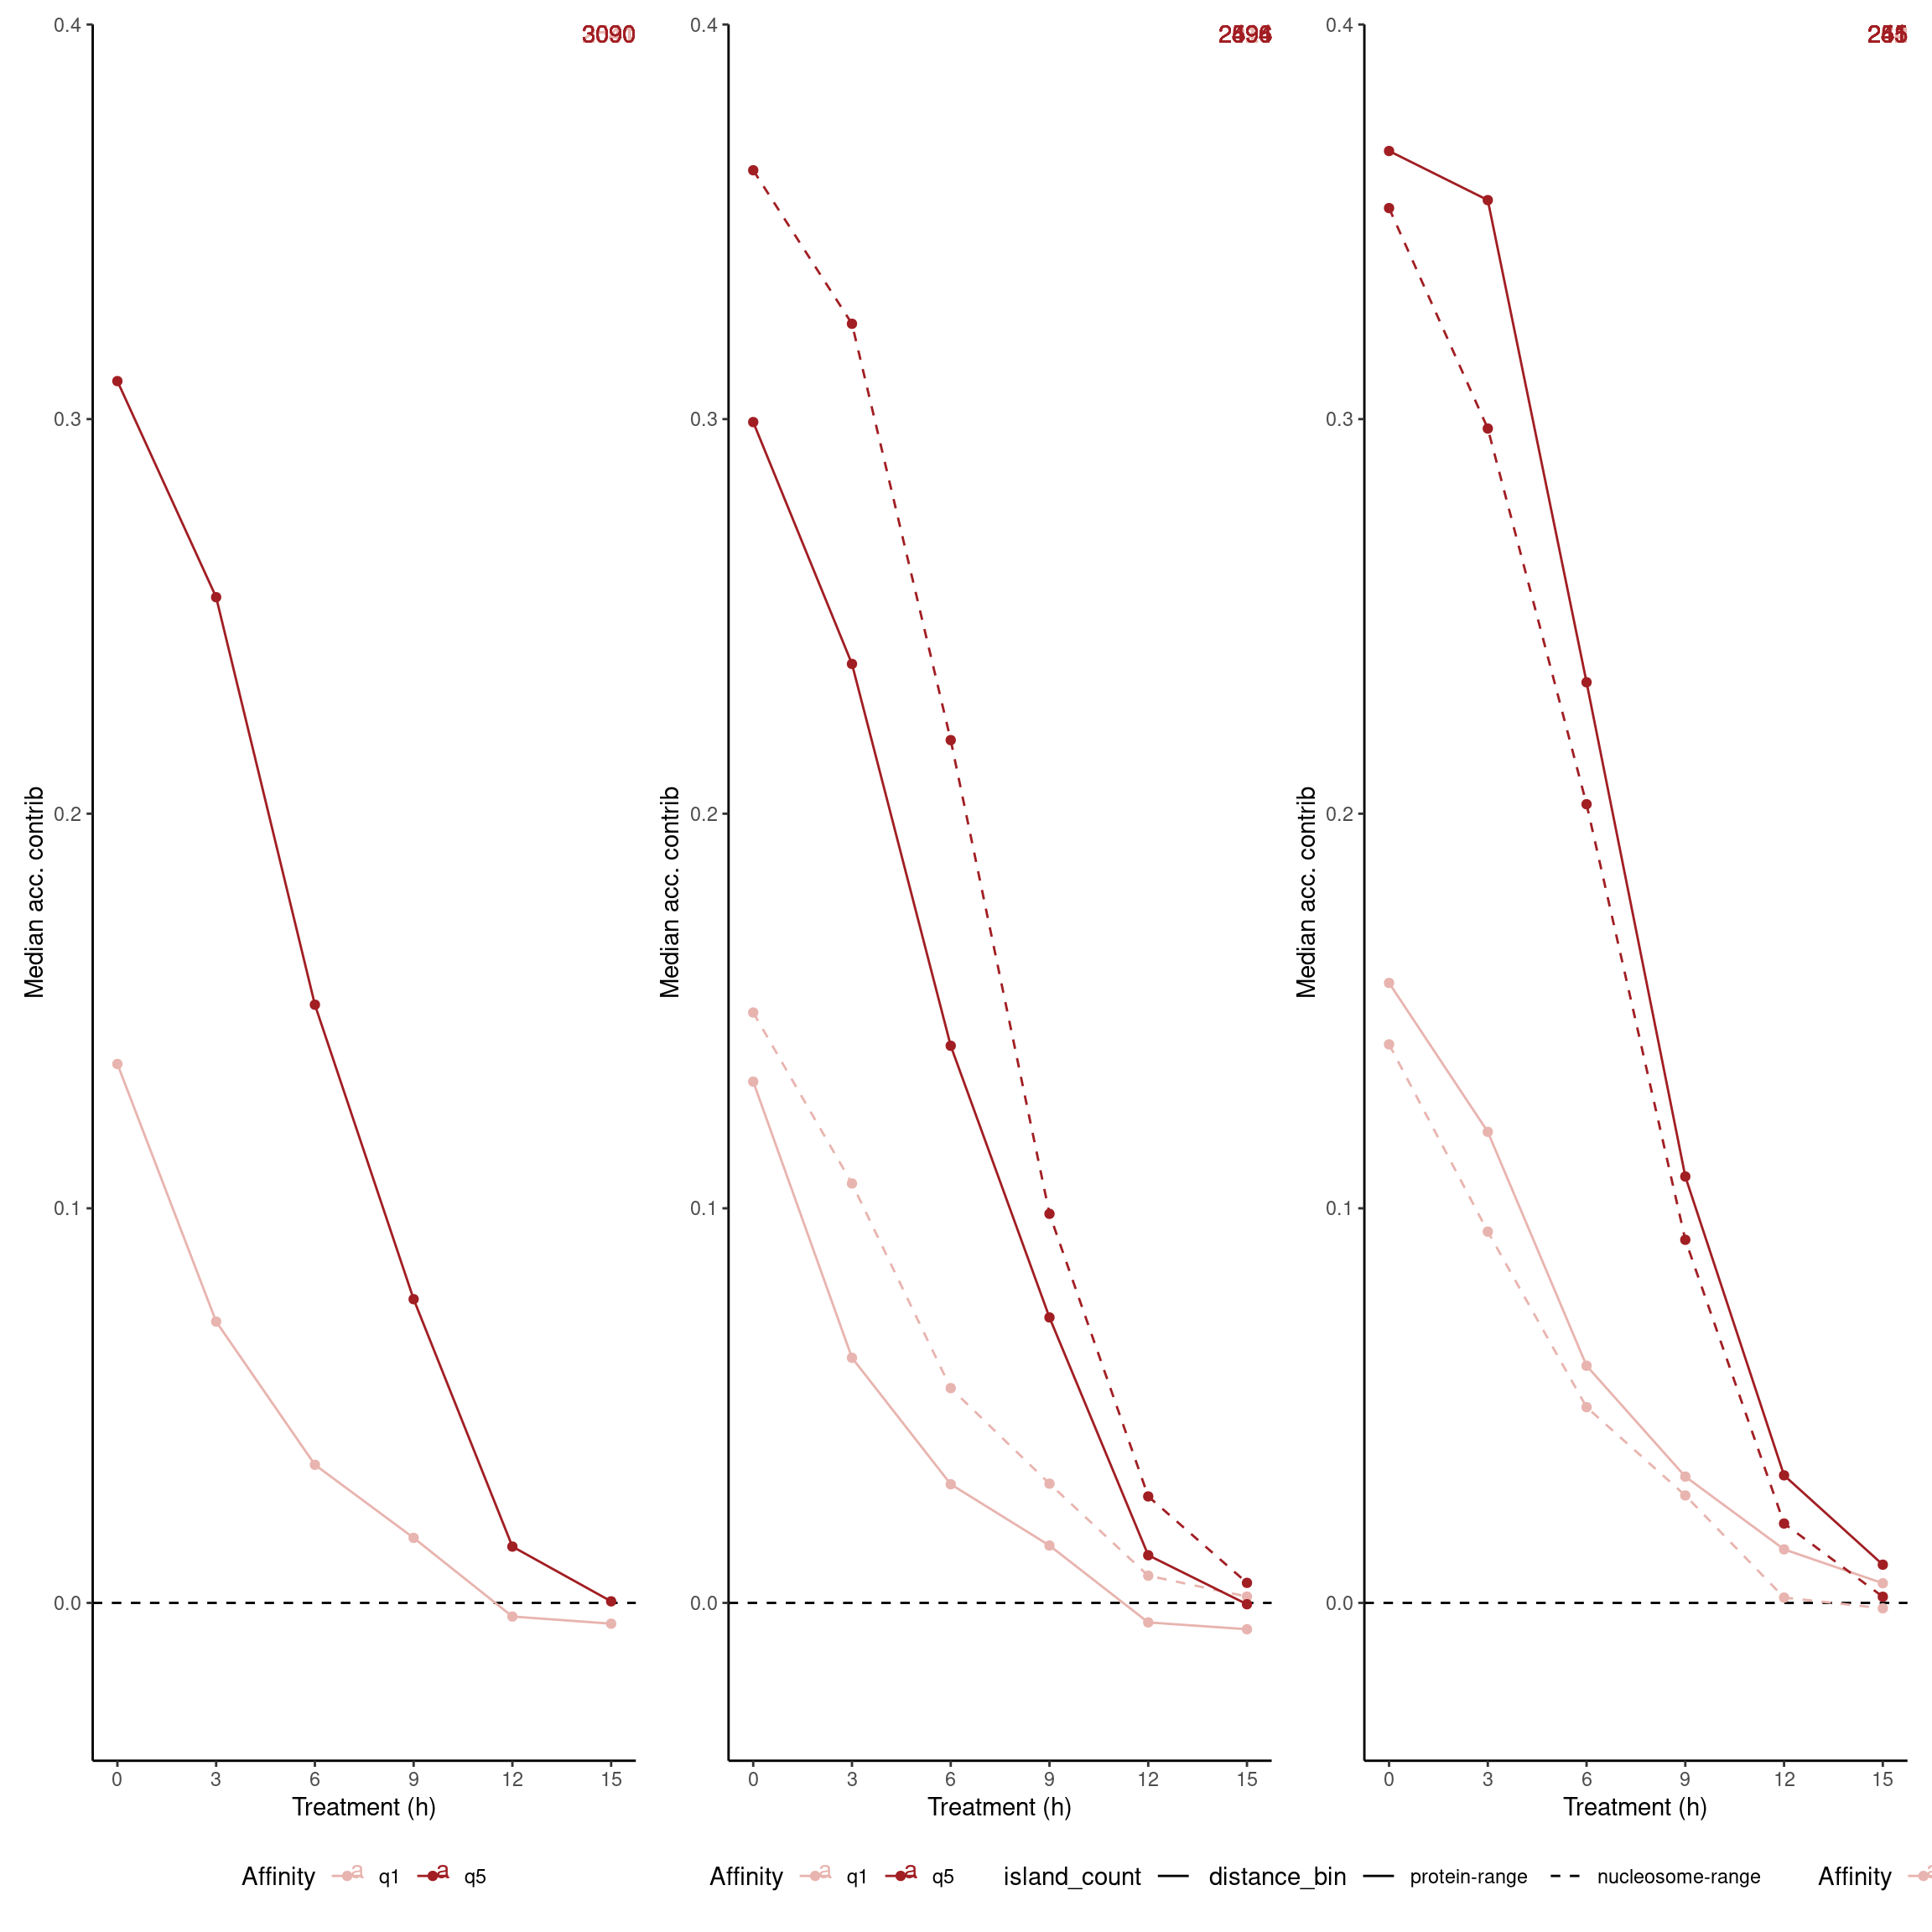 0.4
0.3
0.2
0.1
0.0
Median acc. contrib
0 3 6 9 12 15
Treatment (h)
0.4
0.3
0.2
0.1
0.0
Median acc. contrib
0 3 6 9 12 15
Treatment (h)
0.4
0.3
0.2
0.1
0.0
Median acc. contrib
0 3 6 9 12 15
Treatment (h)
Affinity a q1 a q5
Affinity a q1 a q5 island_count distance_bin protein-range nucleosome-range Affinity